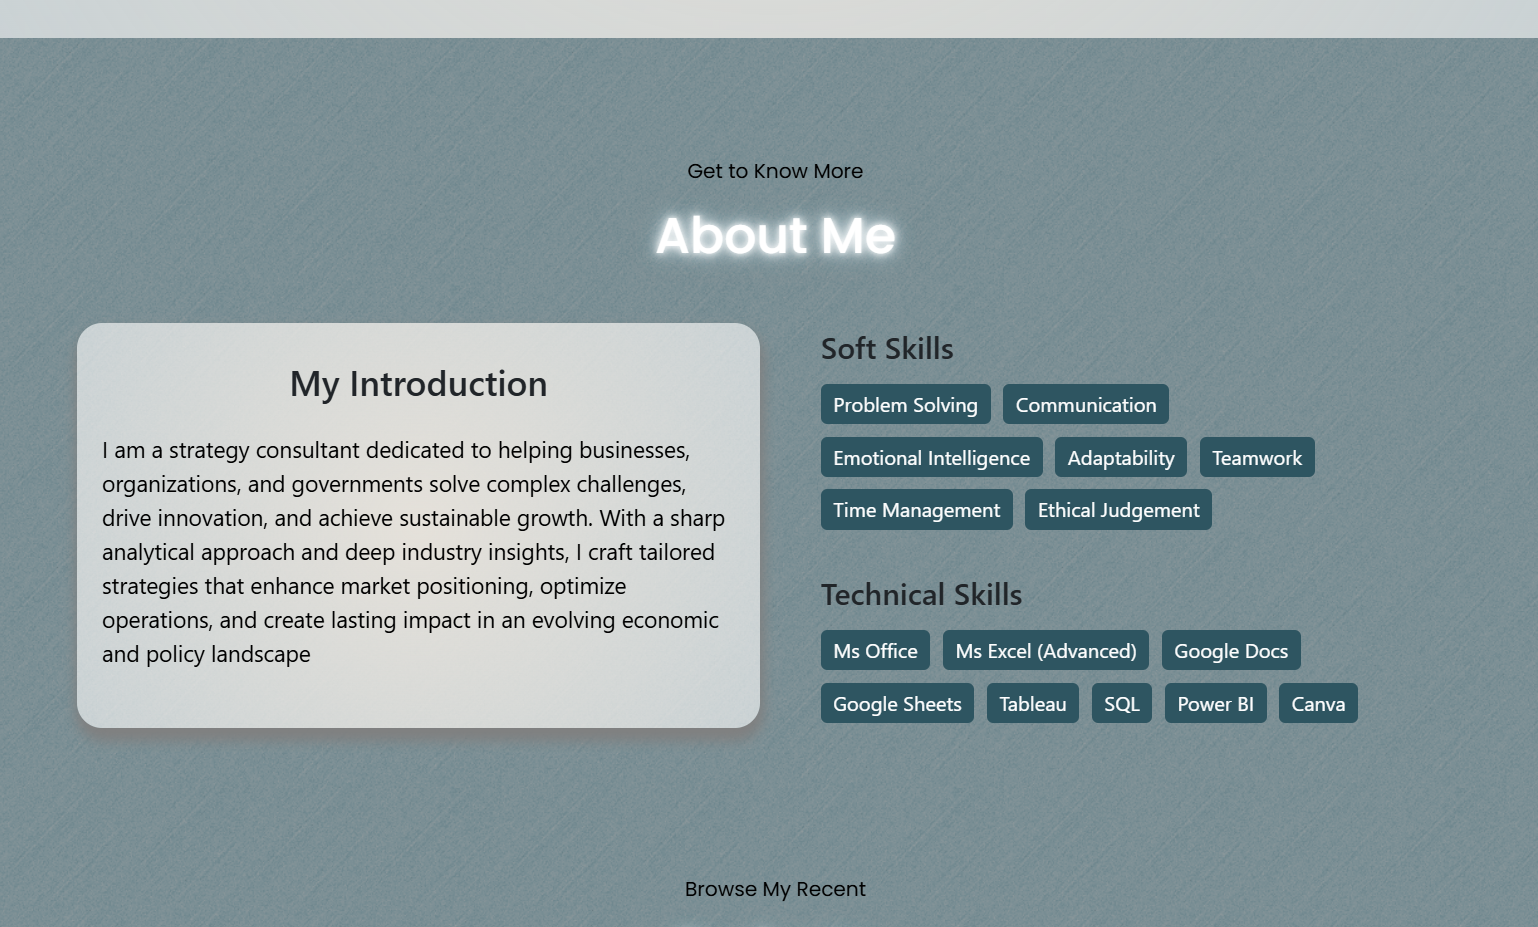 Get to Know More
About Me
My Introduction
I am a strategy consultant dedicated to helping businesses,
organizations, and governments solve complex challenges,
drive innovation, and achieve sustainable growth. With a sharp
analytical approach and deep industry insights, I craft tailored
strategies that enhance market positioning, optimize
operations, and create lasting impact in an evolving economic
and policy landscape
Soft Skills
Problem Solving Communication
Emotional Intelligence Adaptability Teamwork
Time Management Ethical Judgement
Technical Skills
Ms Office Ms Excel (Advanced) Google Docs
Google Sheets Tableau SQL Power BI Canva
Browse My Recent